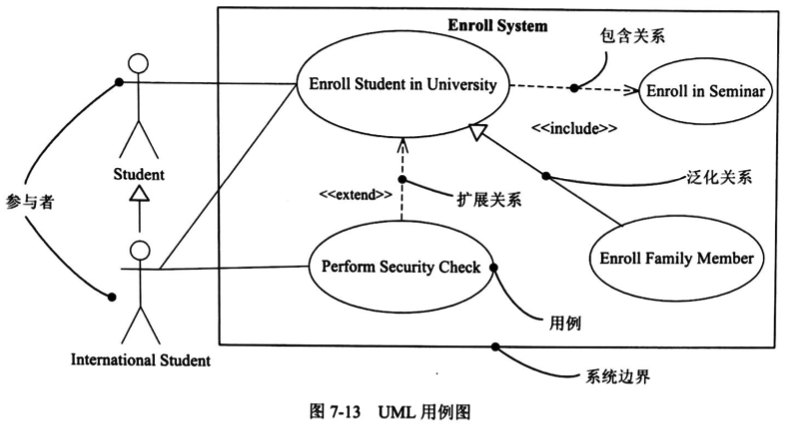 Enroll System
包含关系
Enroll Student in University
Enroll in Seminar
<<include>>
Student
参与者
<<extend>>
扩展关系
泛化关系
Perform Security Check
Enroll Family Member
用例
International Student
系统边界
图 7-13 UML 用例图